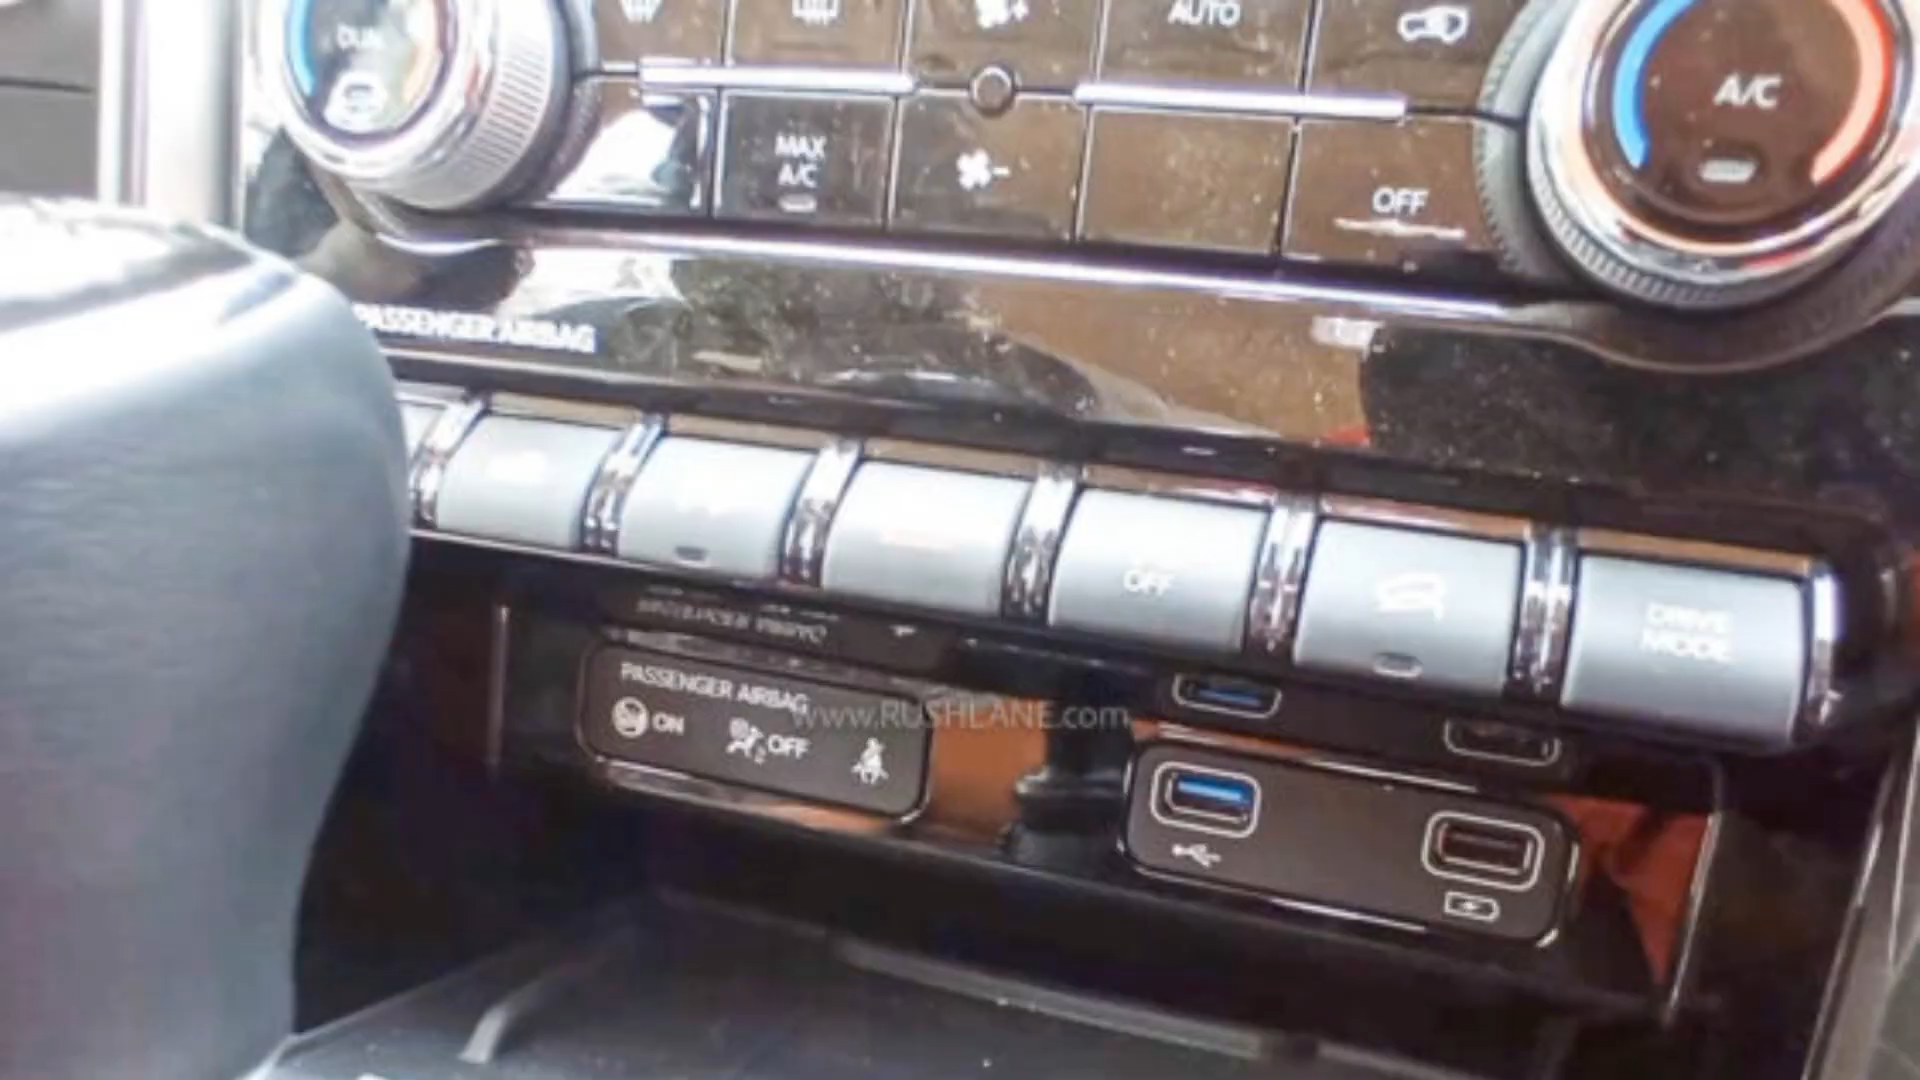 DUAL
AUTO
A/C
MAX
A/C
OFF
PASSENGER AIRBAG
OFF
DRIVE
MODE
PASSENGER AIRBAG
ON
OFF
www.RUSHLANE.com